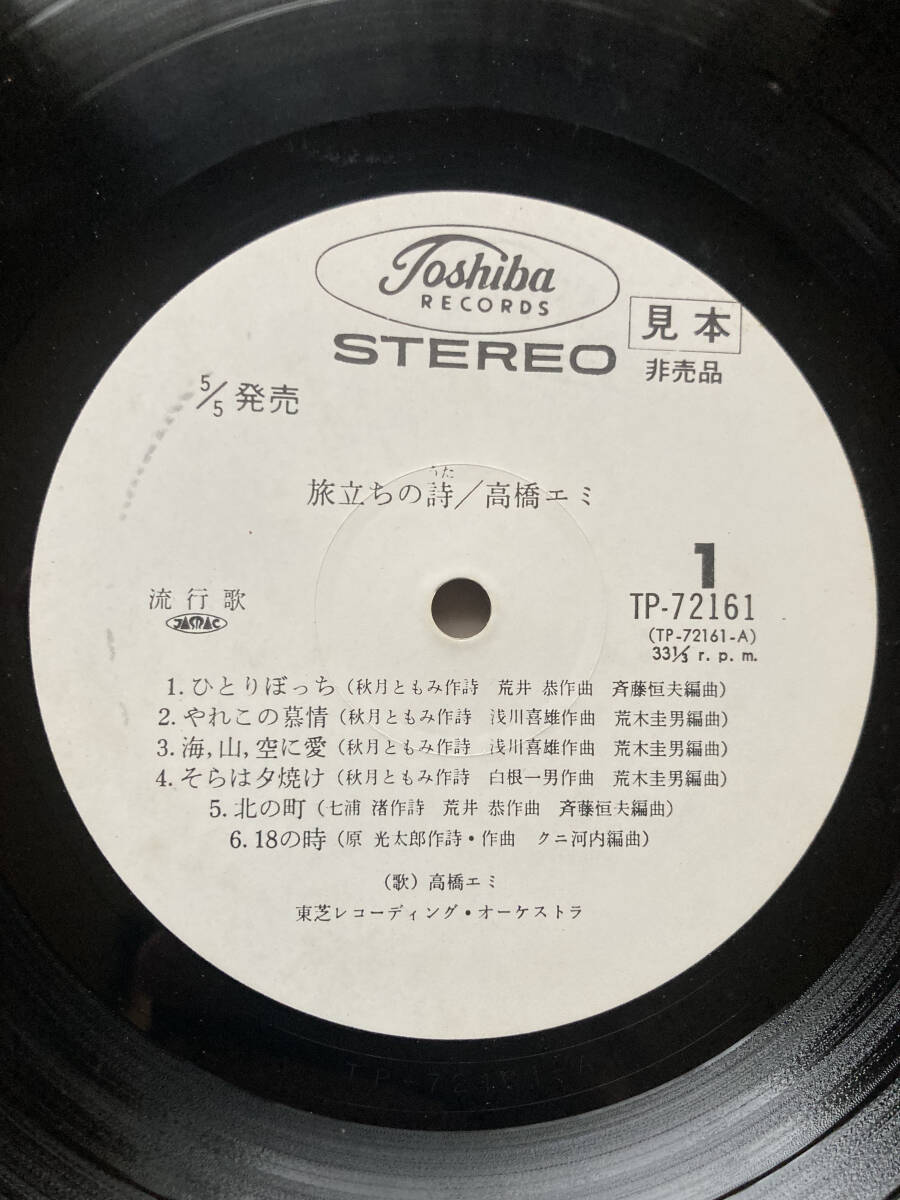 Toshiba
RECORDS
STEREO
見本
非売品
5/5 発売
うた
旅立ちの詩/高橋エミ
1
流行歌
JASRAC
TP-72161
(TP-72161-A)
33⅓ r. p. m.
1. ひとりぼっち (秋月ともみ作詩 荒井 恭作曲 斉藤恒夫編曲)
2. やれこの慕情 (秋月ともみ作詩 浅川喜雄作曲 荒木圭男編曲)
3. 海,山,空に愛 (秋月ともみ作詩 浅川喜雄作曲 荒木圭男編曲)
4. そらは夕焼け (秋月ともみ作詩 白根一男作曲 荒木圭男編曲)
5. 北の町 (七浦 渚作詩 荒井 恭作曲 斉藤恒夫編曲)
6. 18の時 (原 光太郎作詩・作曲 クニ河内編曲)
(歌) 高橋エミ
東芝レコーディング・オーケストラ